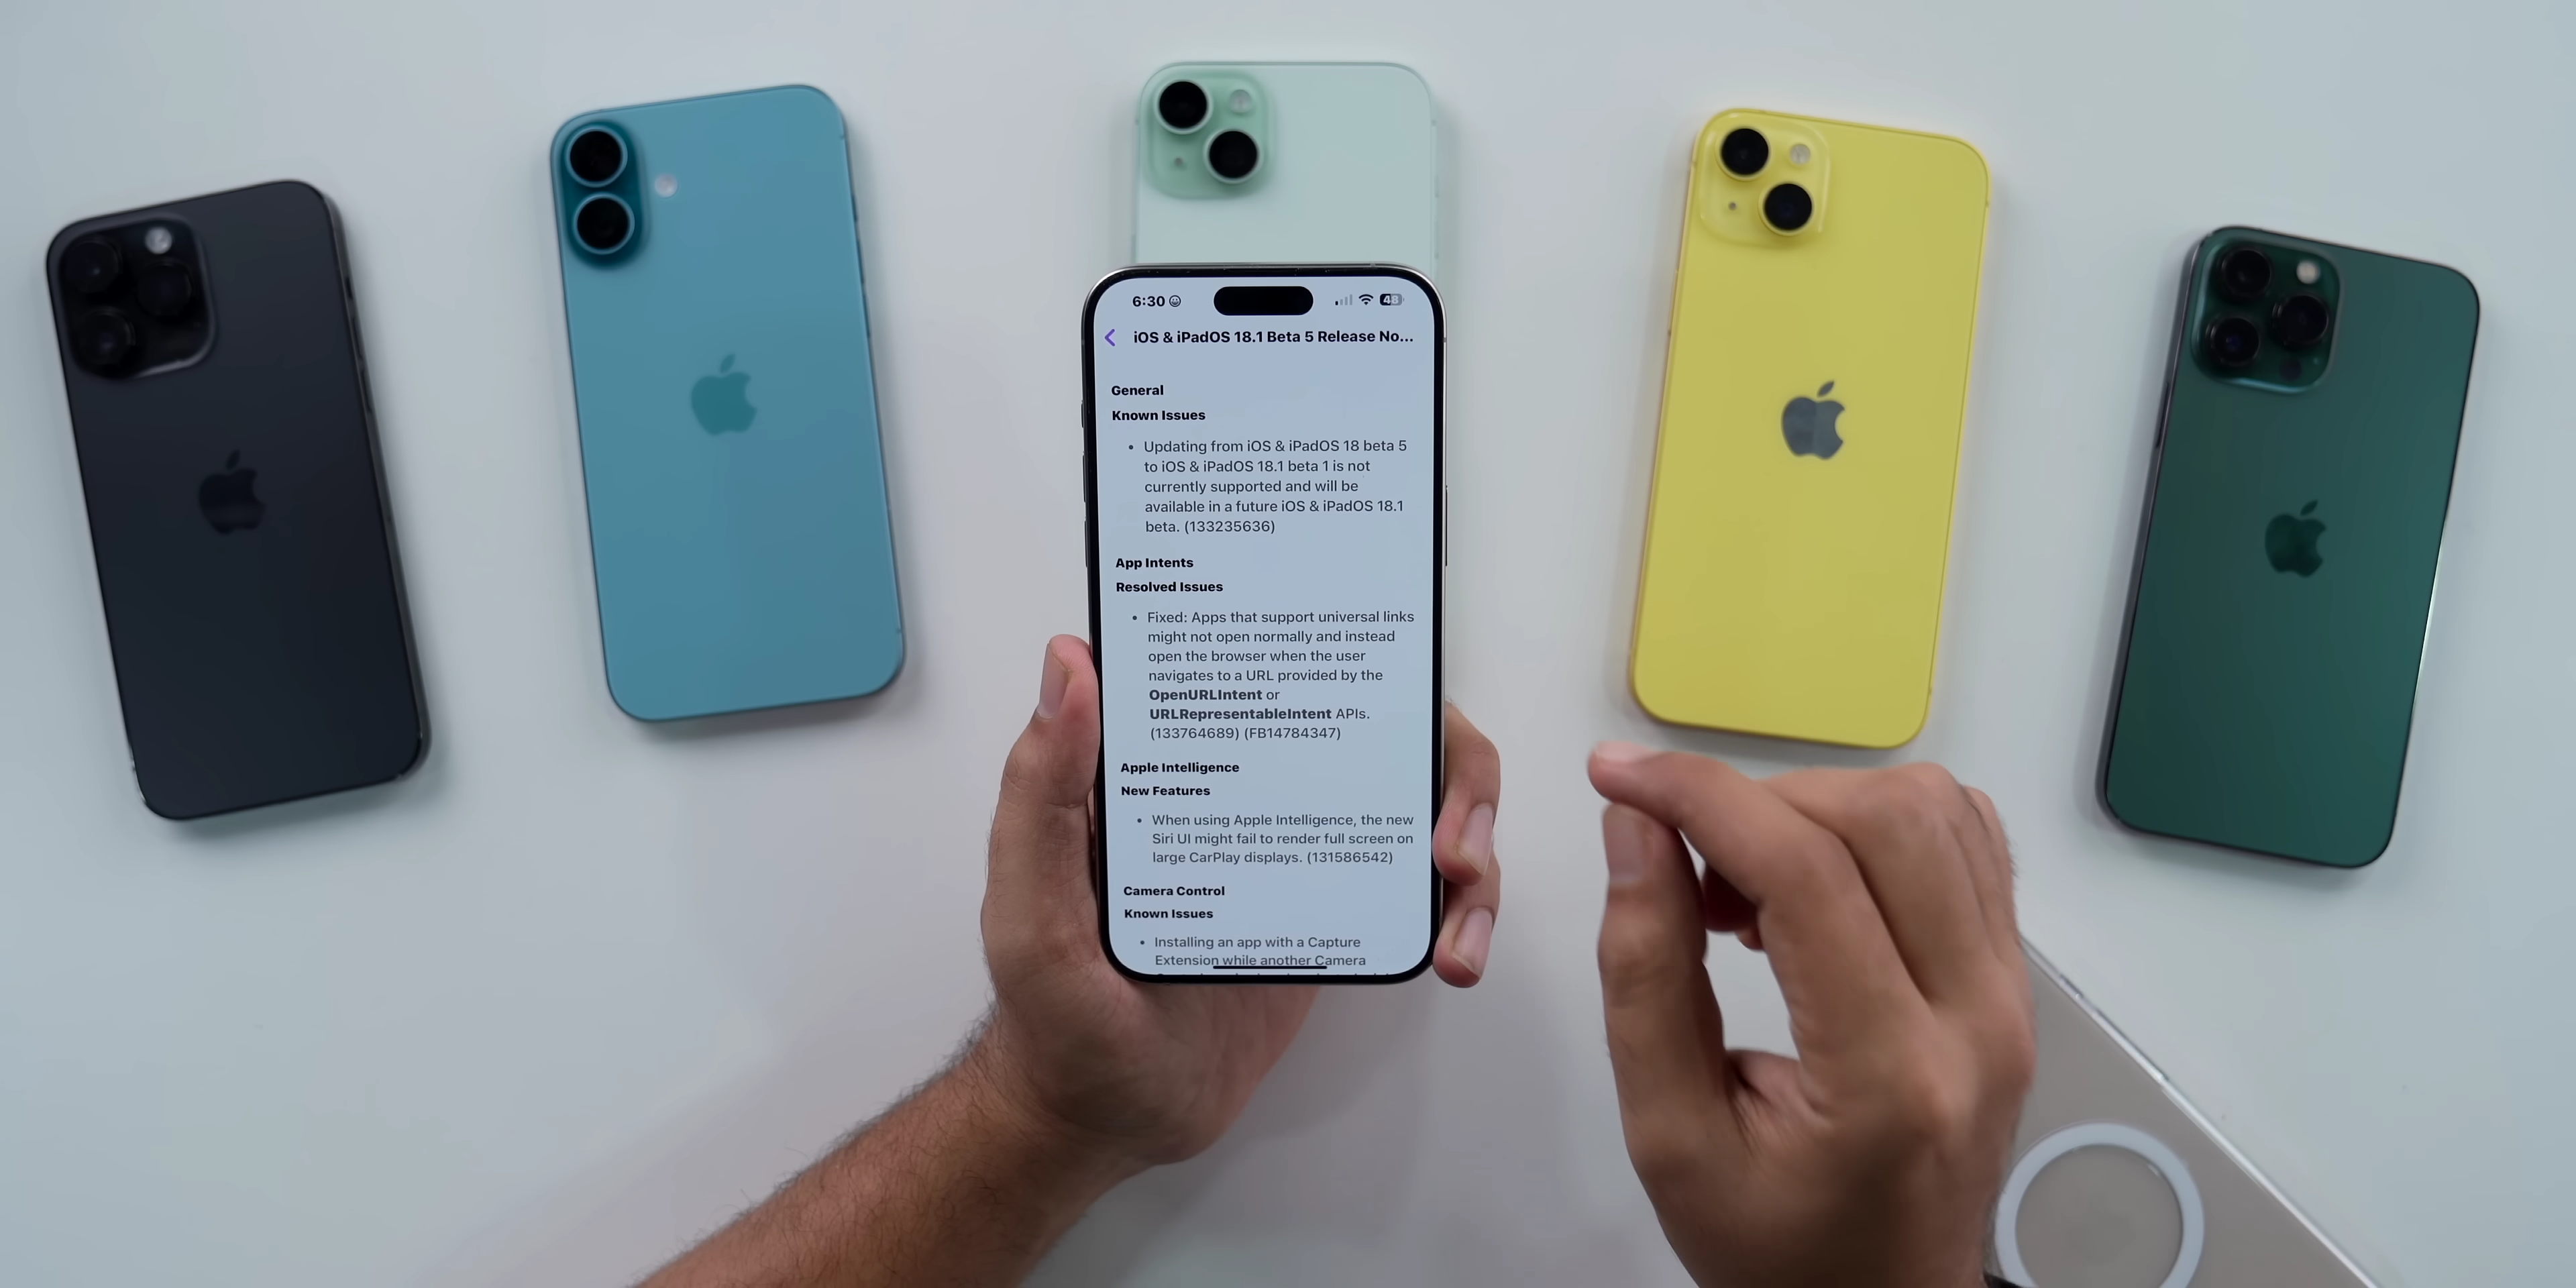 6:30
48
iOS & iPadOS 18.1 Beta 5 Release No...
General
Known Issues
• Updating from iOS & iPadOS 18 beta 5
to iOS & iPadOS 18.1 beta 1 is not
currently supported and will be
available in a future iOS & iPadOS 18.1
beta. (133235636)
App Intents
Resolved Issues
• Fixed: Apps that support universal links
might not open normally and instead
open the browser when the user
navigates to a URL provided by the
OpenURLIntent or
URLRepresentableIntent APIs.
(133764689) (FB14784347)
Apple Intelligence
New Features
• When using Apple Intelligence, the new
Siri UI might fail to render full screen on
large CarPlay displays. (131586542)
Camera Control
Known Issues
• Installing an app with a Capture
Extension while another Camera